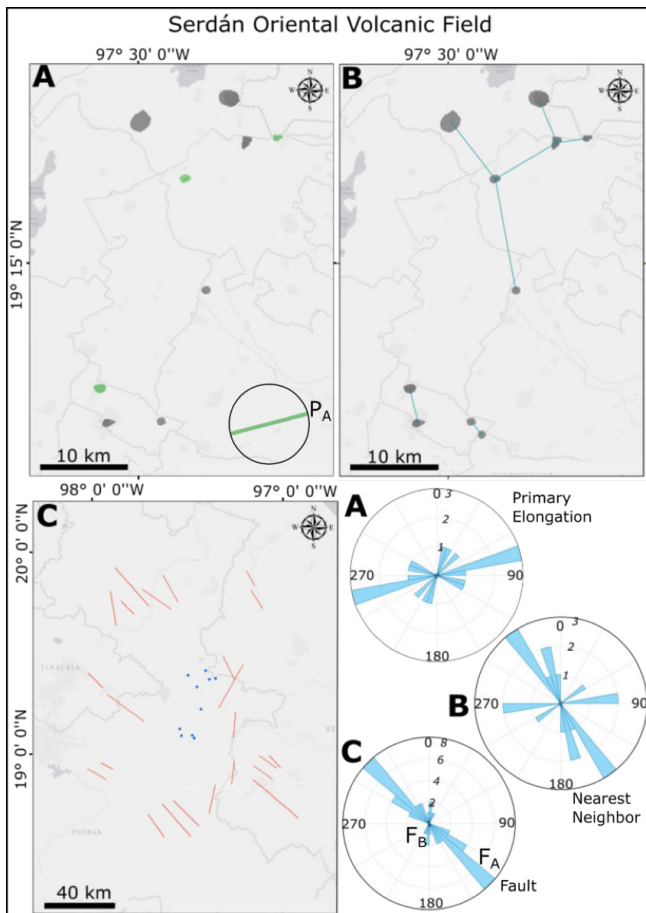 Serdán Oriental Volcanic Field
97° 30' 0''W
97° 30' 0''W
A
N
W
E
S
B
N
W
E
S
19° 15' 0''N
P_A
10 km
10 km
98° 0' 0''W
97° 0' 0''W
C
N
W
E
S
20° 0' 0''N
TLAXCALA
19° 0' 0''N
PUEBLA
40 km
A
Primary
Elongation
0
3
2
1
270
90
180
B
0
3
2
1
270
90
180
Nearest
Neighbor
C
0
8
6
4
2
270
90
180
F_B
F_A
Fault